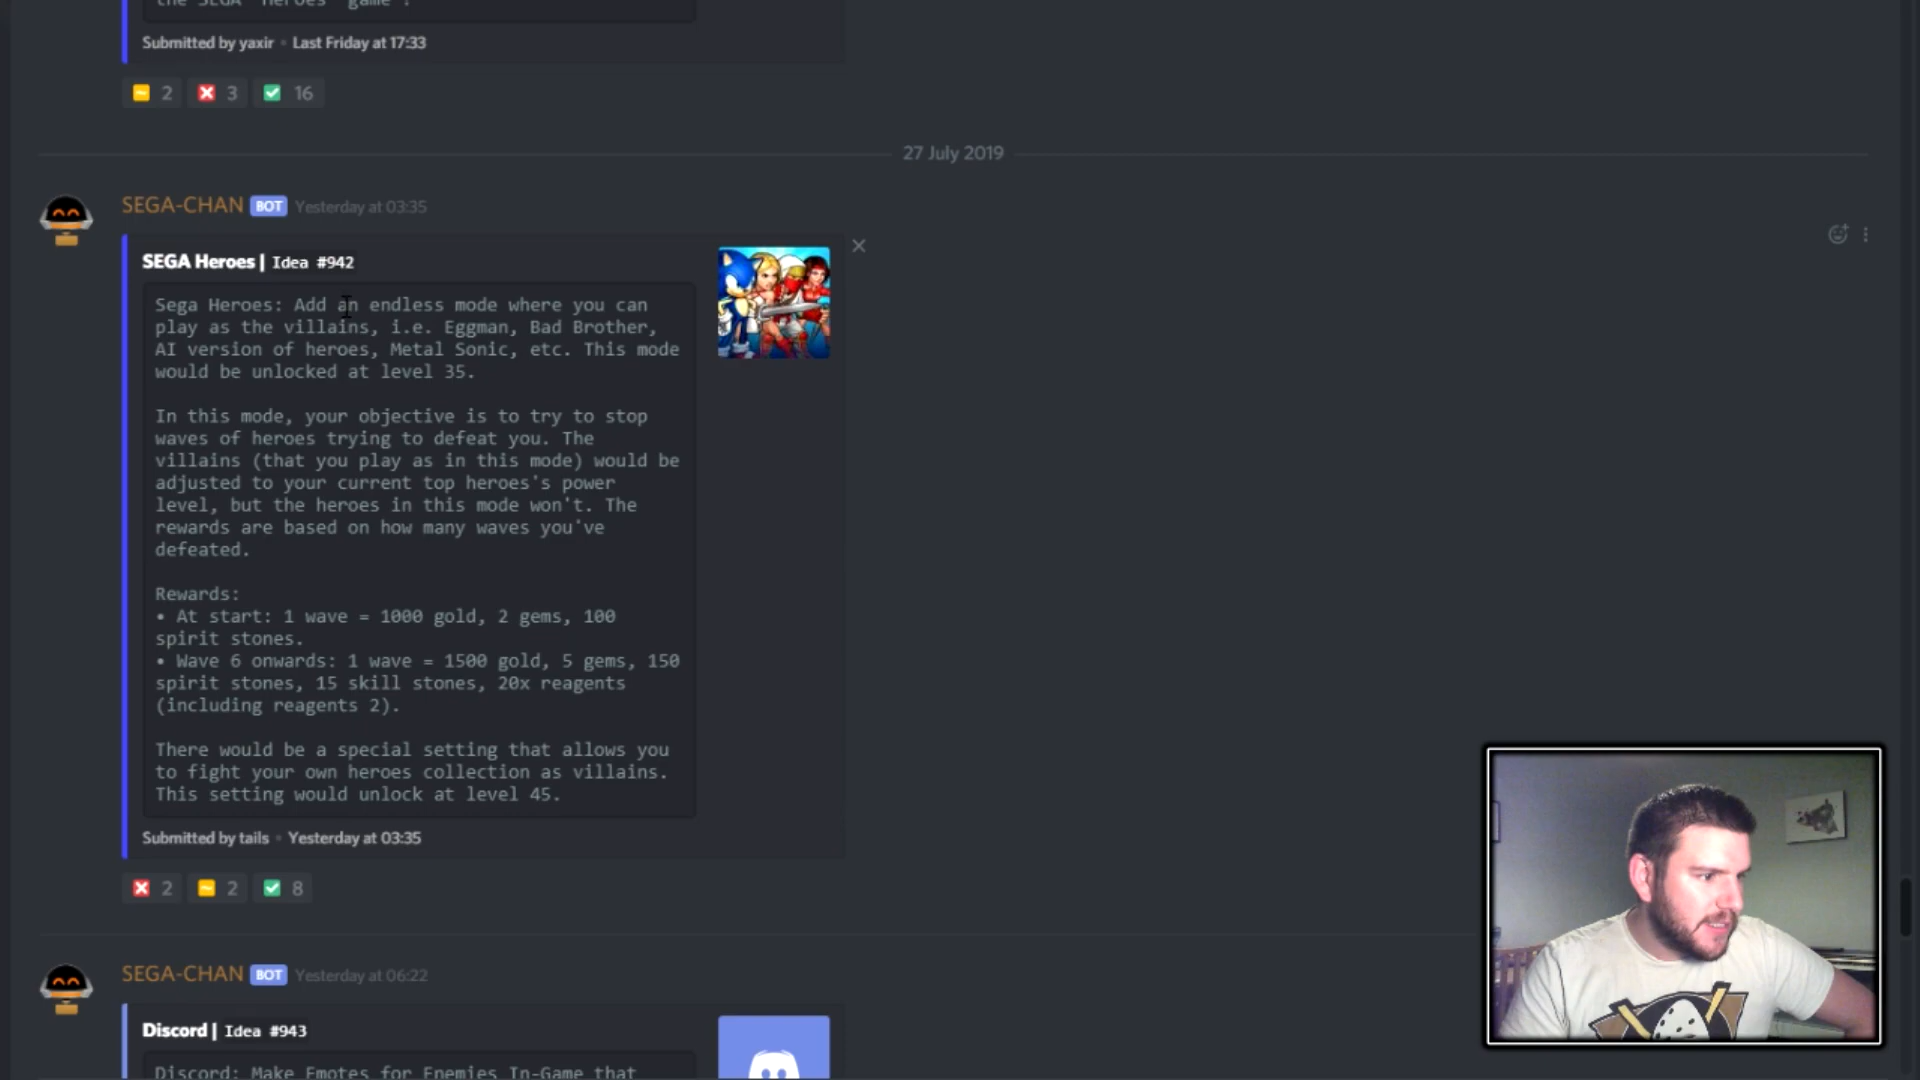 the SEGA "Heroes" game".
Submitted by yaxir • Last Friday at 17:33
2 3 16
27 July 2019
SEGA-CHAN BOT Yesterday at 03:35
SEGA Heroes | Idea #942
Sega Heroes: Add an endless mode where you can
play as the villains, i.e. Eggman, Bad Brother,
AI version of heroes, Metal Sonic, etc. This mode
would be unlocked at level 35.
In this mode, your objective is to try to stop
waves of heroes trying to defeat you. The
villains (that you play as in this mode) would be
adjusted to your current top heroes's power
level, but the heroes in this mode won't. The
rewards are based on how many waves you've
defeated.
Rewards:
• At start: 1 wave = 1000 gold, 2 gems, 100
spirit stones.
• Wave 6 onwards: 1 wave = 1500 gold, 5 gems, 150
spirit stones, 15 skill stones, 20x reagents
(including reagents 2).
There would be a special setting that allows you
to fight your own heroes collection as villains.
This setting would unlock at level 45.
Submitted by tails • Yesterday at 03:35
2 2 8
SEGA-CHAN BOT Yesterday at 06:22
Discord | Idea #943
Discord: Make Emotes for Enemies In-Game that